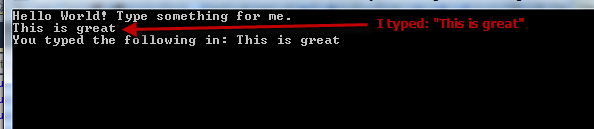 Hello World! Type something for me.
This is great
I typed: "This is great"
You typed the following in: This is great